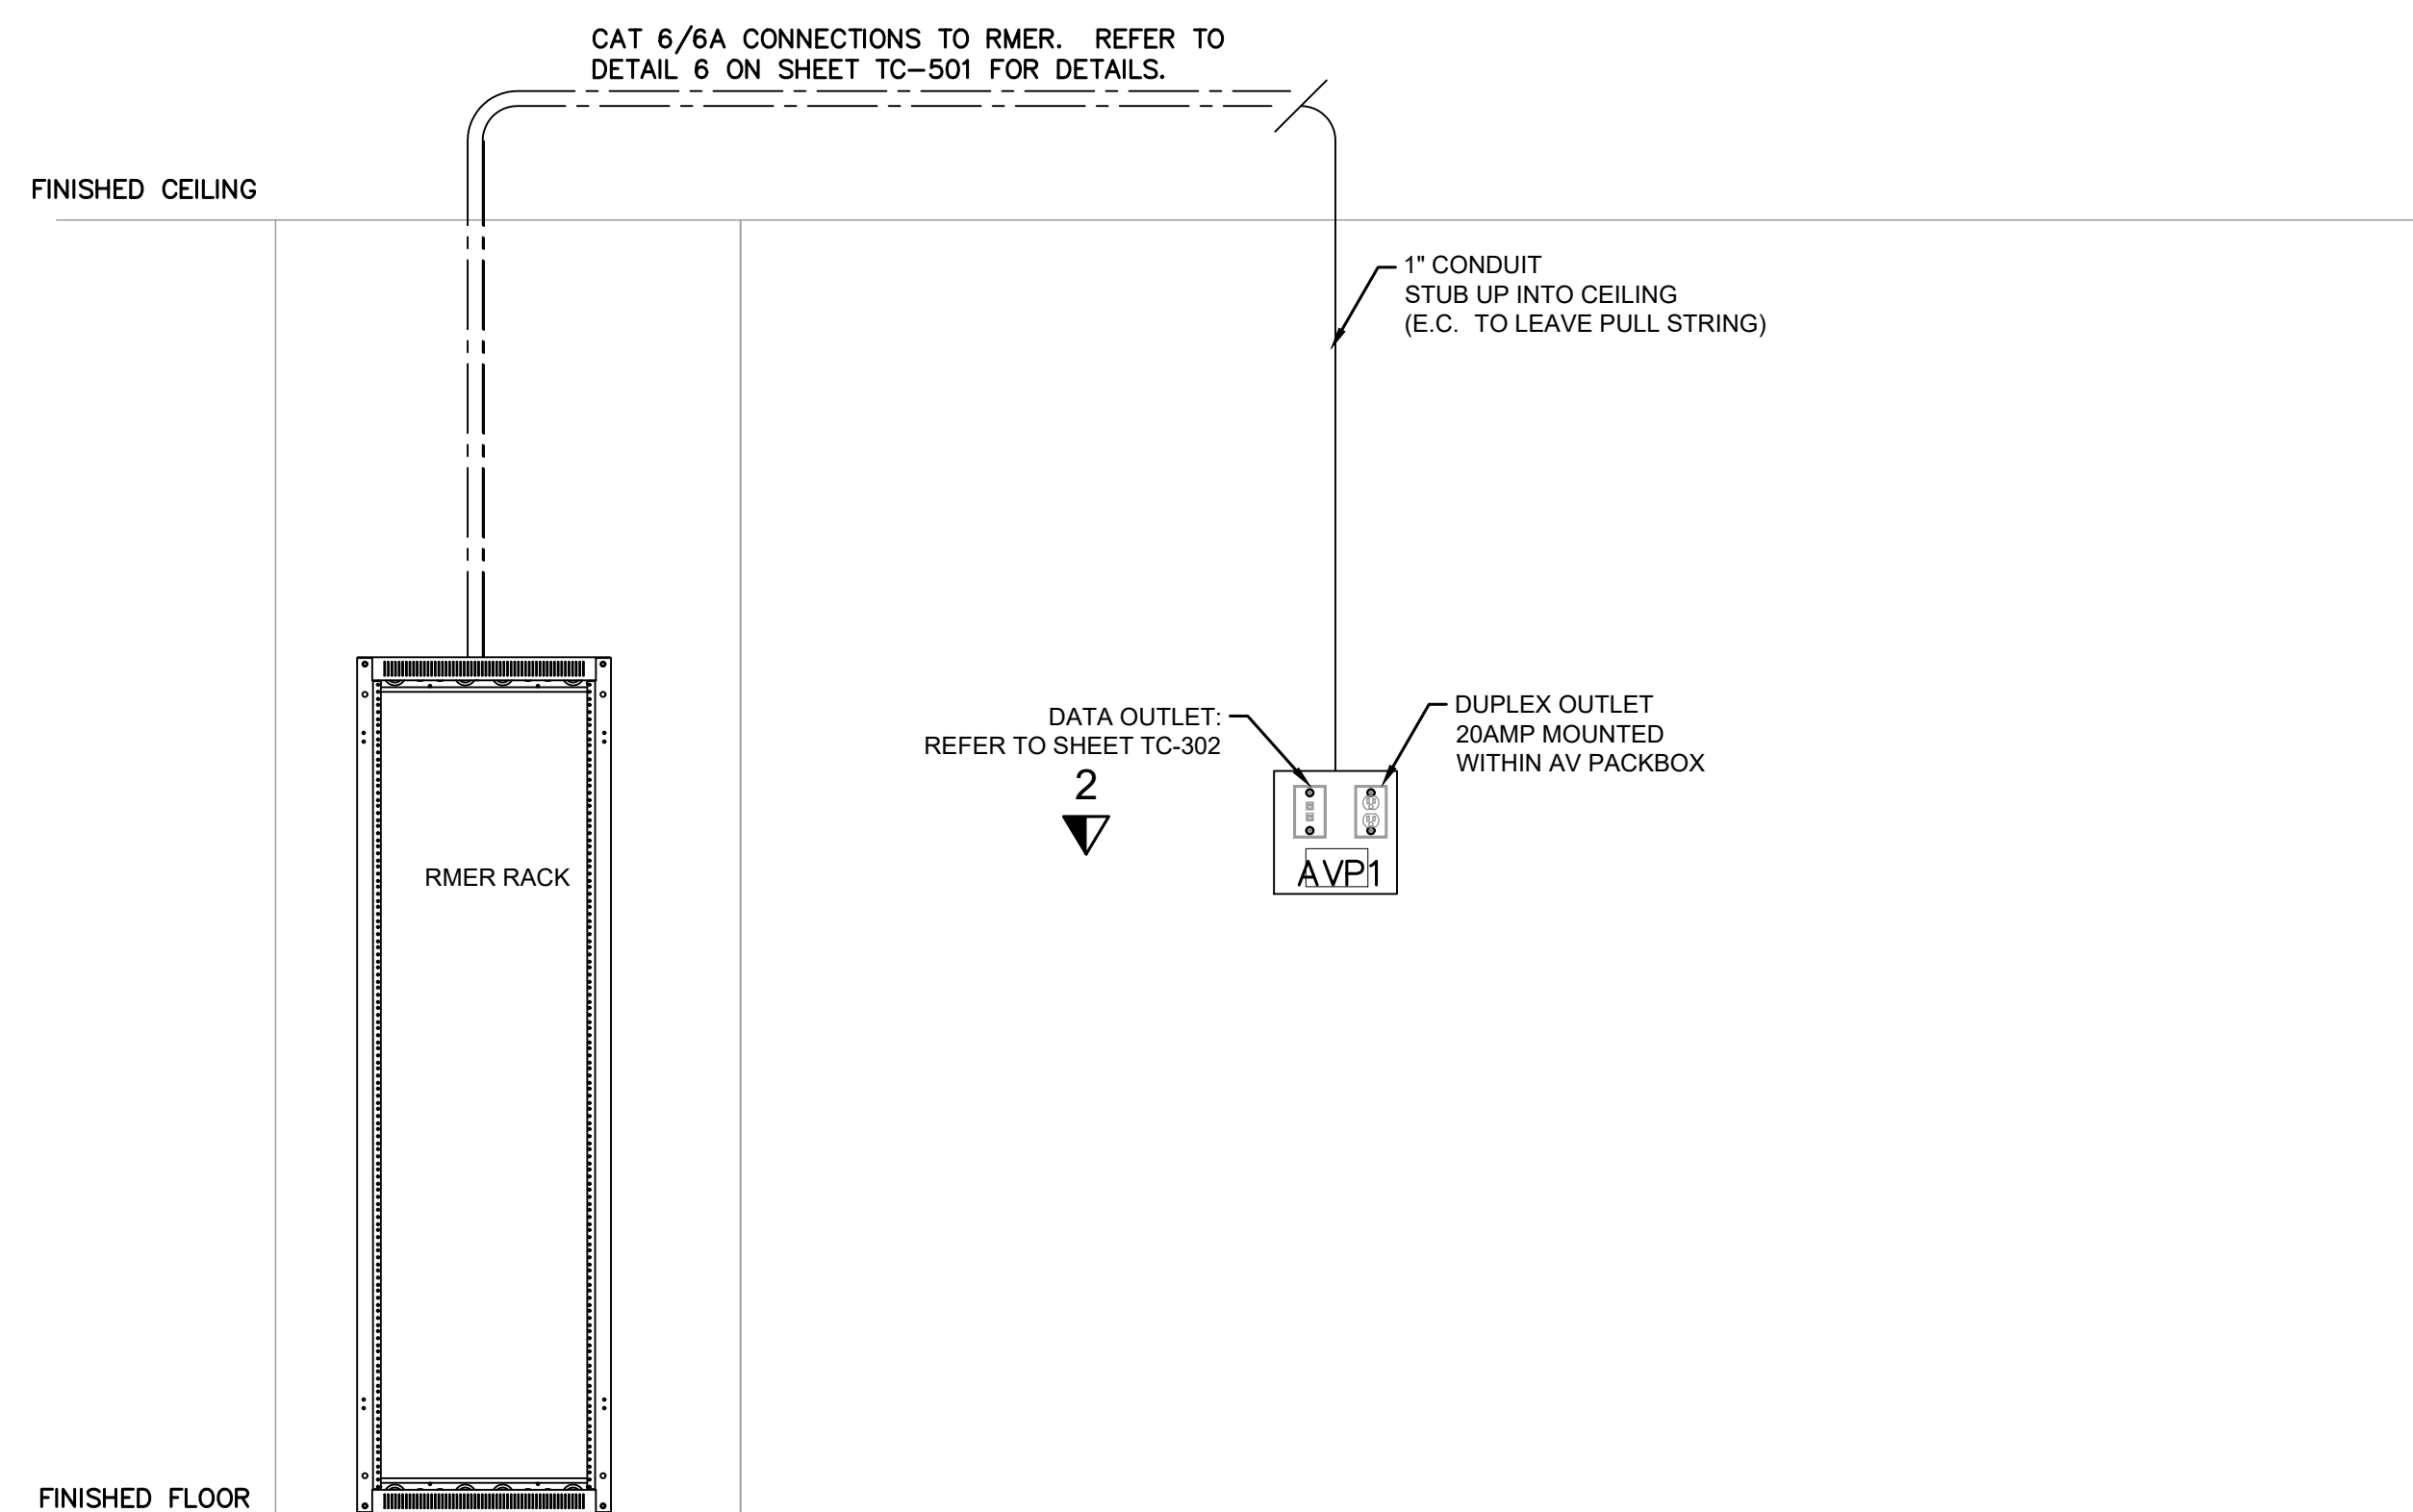 CAT 6/6A CONNECTIONS TO RMER. REFER TO
DETAIL 6 ON SHEET TC-501 FOR DETAILS.
FINISHED CEILING
1" CONDUIT
STUB UP INTO CEILING
(E.C. TO LEAVE PULL STRING)
DATA OUTLET:
REFER TO SHEET TC-302
2
DUPLEX OUTLET
20AMP MOUNTED
WITHIN AV PACKBOX
AVP1
RMER RACK
FINISHED FLOOR